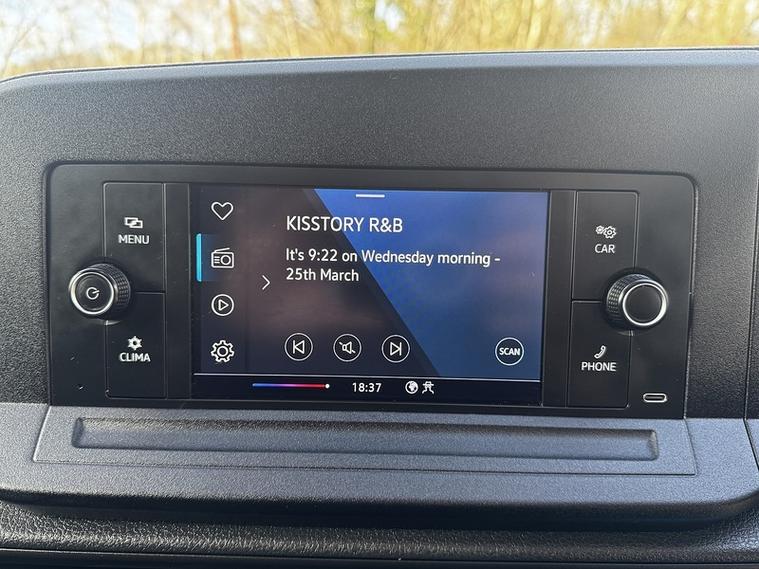 MENU
KISSTORY R&B
It's 9:22 on Wednesday morning -
25th March
CAR
CLIMA
SCAN
PHONE
18:37